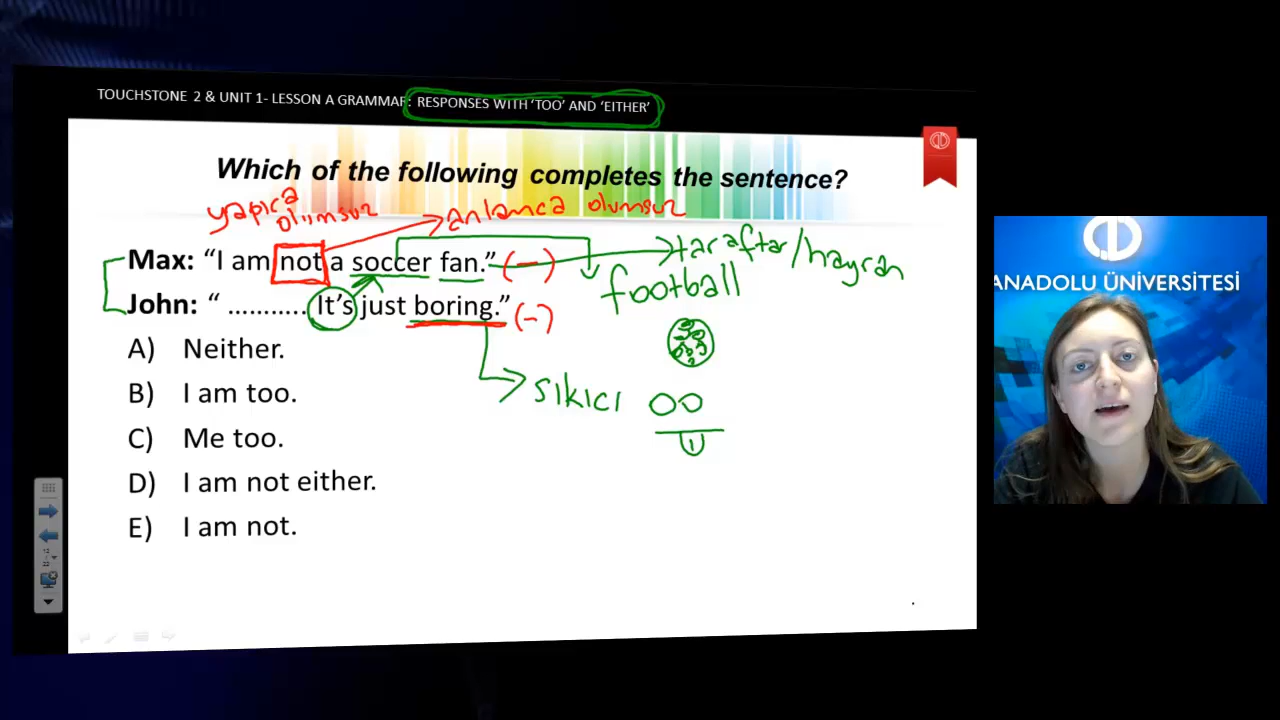 TOUCHSTONE 2 & UNIT 1- LESSON A GRAMMAR: RESPONSES WITH 'TOO' AND 'EITHER'
Which of the following completes the sentence?
yapıca olumsuz
anlamca olumsuz
Max: “I am not a soccer fan.” (-)
taraftar/hayran
football
John: “ ……….. It’s just boring.” (-)
A) Neither.
B) I am too.
sıkıcı
C) Me too.
D) I am not either.
E) I am not.
ANADOLU ÜNİVERSİTESİ